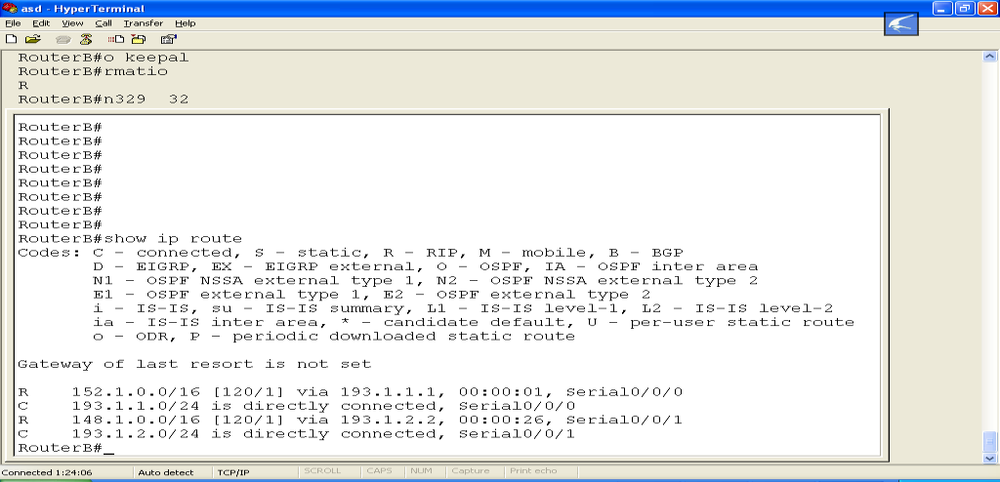 asd - HyperTerminal
File Edit View Call Transfer Help
RouterB#o keepal
RouterB#rmatio
R
RouterB#n329  32
RouterB#
RouterB#
RouterB#
RouterB#
RouterB#
RouterB#
RouterB#
RouterB#
RouterB#show ip route
Codes: C - connected, S - static, R - RIP, M - mobile, B - BGP
       D - EIGRP, EX - EIGRP external, O - OSPF, IA - OSPF inter area
       N1 - OSPF NSSA external type 1, N2 - OSPF NSSA external type 2
       E1 - OSPF external type 1, E2 - OSPF external type 2
       i - IS-IS, su - IS-IS summary, L1 - IS-IS level-1, L2 - IS-IS level-2
       ia - IS-IS inter area, * - candidate default, U - per-user static route
       o - ODR, P - periodic downloaded static route
Gateway of last resort is not set
R    152.1.0.0/16 [120/1] via 193.1.1.1, 00:00:01, Serial0/0/0
C    193.1.1.0/24 is directly connected, Serial0/0/0
R    148.1.0.0/16 [120/1] via 193.1.2.2, 00:00:26, Serial0/0/1
C    193.1.2.0/24 is directly connected, Serial0/0/1
RouterB#_
Connected 1:24:06 Auto detect TCP/IP SCROLL CAPS NUM Capture Print echo